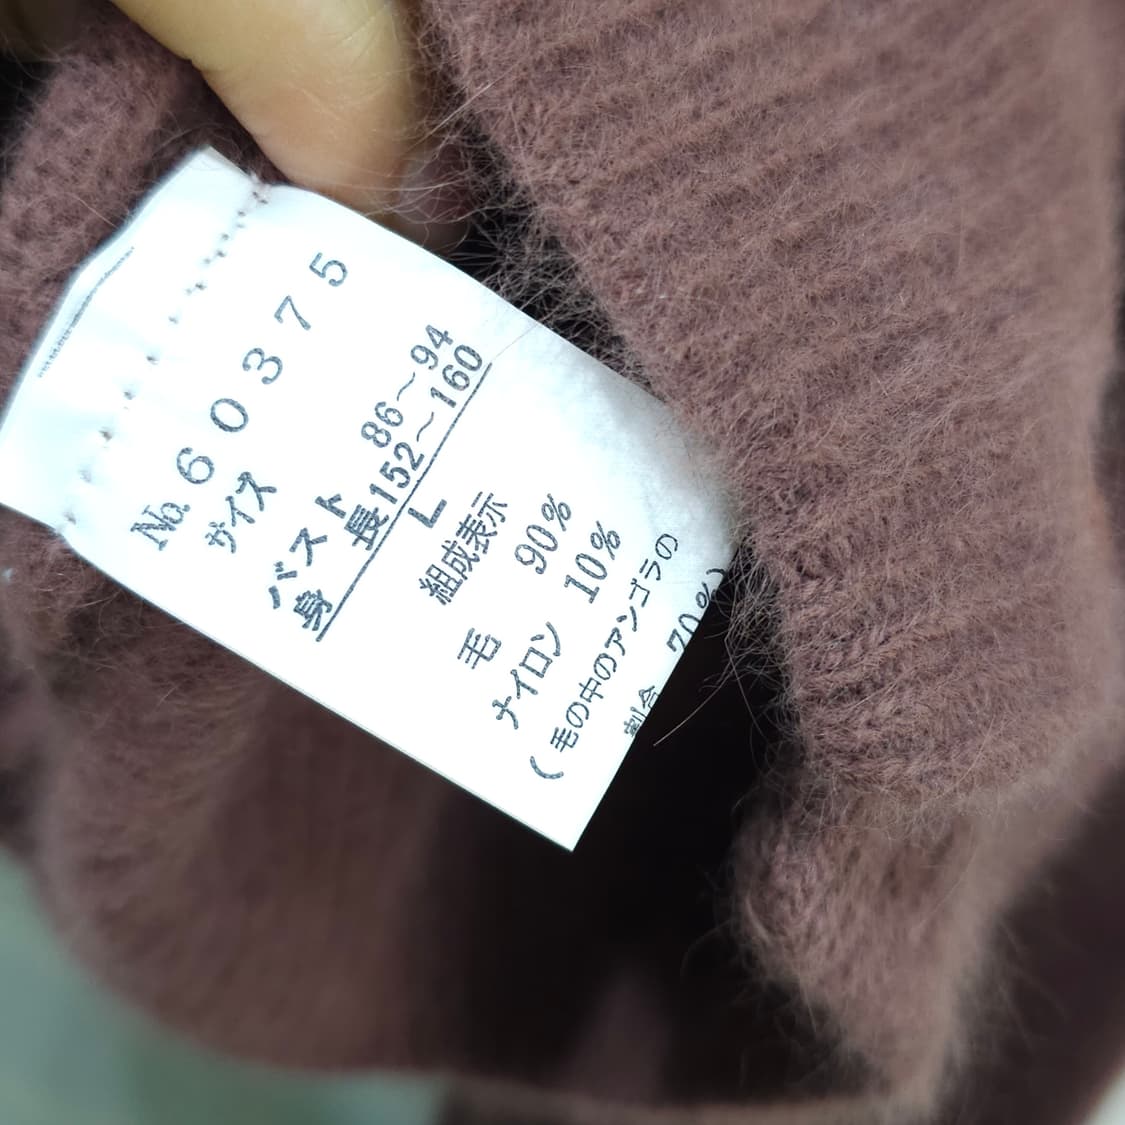 No. 60375
サイズ
バスト 86～94
身長152～160
L
組成表示
毛 90%
ナイロン 10%
(毛の中のアンゴラの
割合 70%)